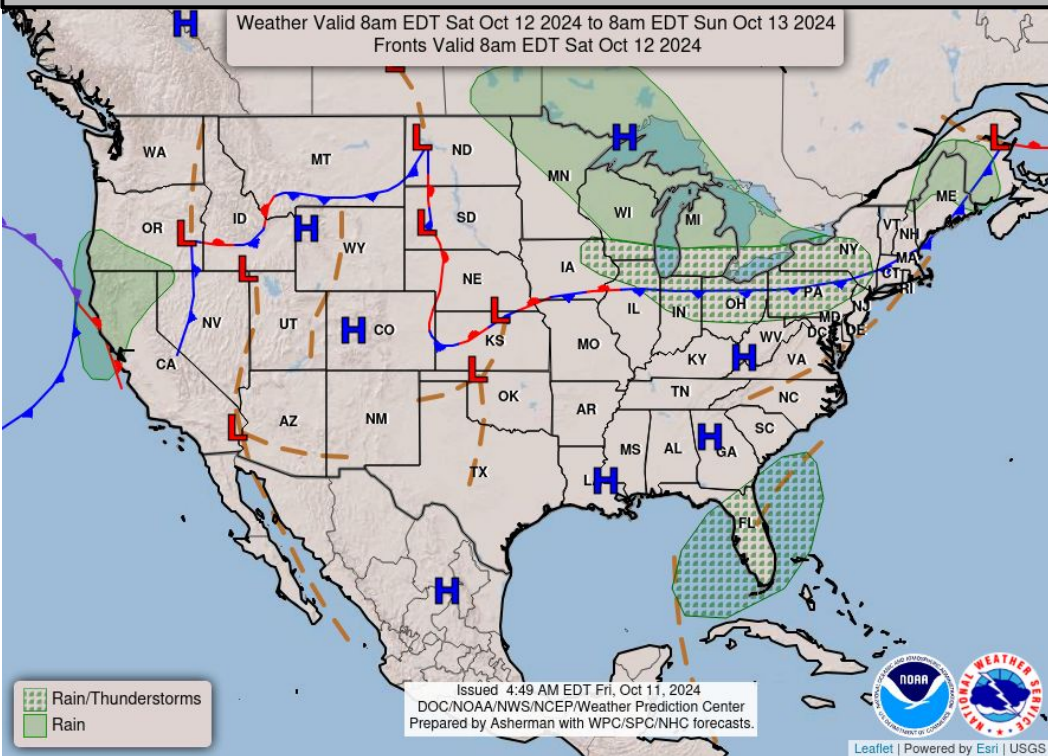 Weather Valid 8am EDT Sat Oct 12 2024 to 8am EDT Sun Oct 13 2024
Fronts Valid 8am EDT Sat Oct 12 2024
H
L
WA
MT
L
ND
H
MN
L
ME
OR
L
ID
H
WY
L
SD
WI
MI
VT
NH
NY
MA
CT
RI
L
NE
IA
NV
UT
H
CO
L
KS
IL
IN
OH
PA
NJ
MD
DE
DC
CA
MO
KY
H
WV
VA
L
OK
AR
TN
NC
L
AZ
NM
MS
AL
H
GA
SC
TX
L
H
FL
H
Rain/Thunderstorms
Rain
Issued 4:49 AM EDT Fri, Oct 11, 2024
DOC/NOAA/NWS/NCEP/Weather Prediction Center
Prepared by Asherman with WPC/SPC/NHC forecasts.
NOAA
NATIONAL WEATHER SERVICE
Leaflet | Powered by Esri | USGS